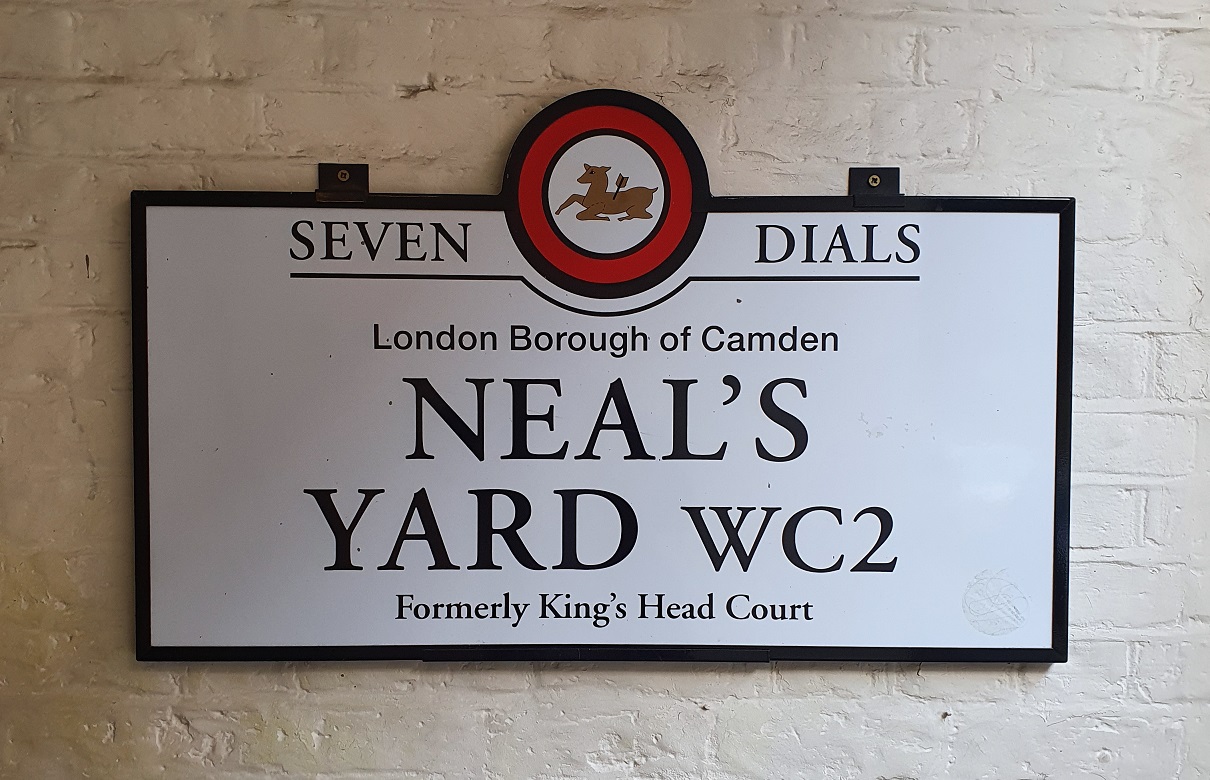 SEVEN DIALS
London Borough of Camden
NEAL’S
YARD WC2
Formerly King’s Head Court